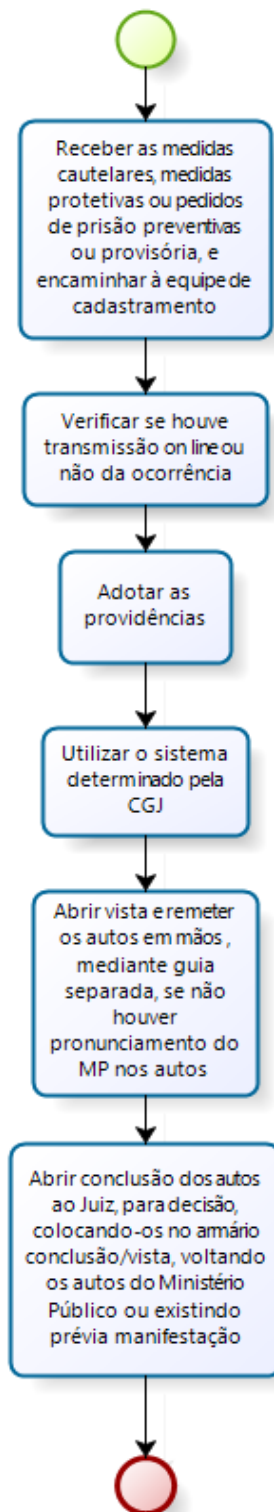 Receber as medidas
cautelares, medidas
protetivas ou pedidos
de prisão preventivas
ou provisória, e
encaminhar à equipe de
cadastramento
Verificar se houve
transmissão on line ou
não da ocorrência
Adotar as
providências
Utilizar o sistema
determinado pela
CGJ
Abrir vista e remeter
os autos em mãos ,
mediante guia
separada, se não
houver
pronunciamento do
MP nos autos
Abrir conclusão dos autos
ao Juiz, para decisão,
colocando-os no armário
conclusão/vista, voltando
os autos do Ministério
Público ou existindo
prévia manifestação